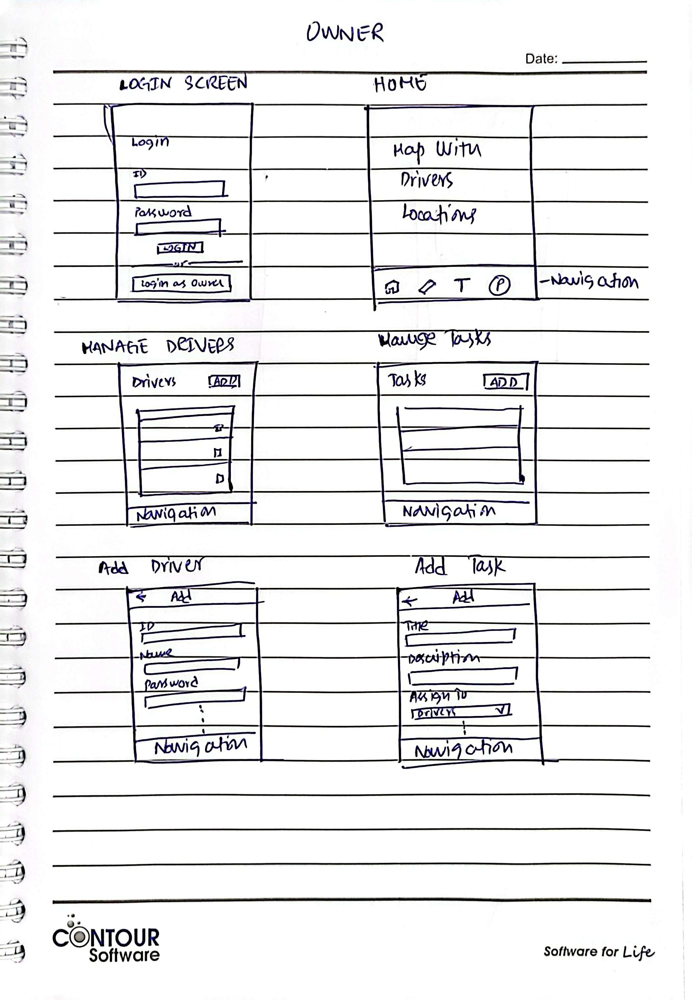 OWNER
Date:
LOGIN SCREEN
Login
ID
Password
LOGIN
or
Login as Owner
HOME
Map With
Drivers
Locations
T P
-Navigation
MANAGE DRIVERS
Drivers ADD
Navigation
Manage Tasks
Tasks ADD
Navigation
Add Driver
← Add
ID
Name
Password
Navigation
Add Task
← Add
Title
Description
Assign To
Drivers
Navigation
CONTOUR
Software
Software for Life